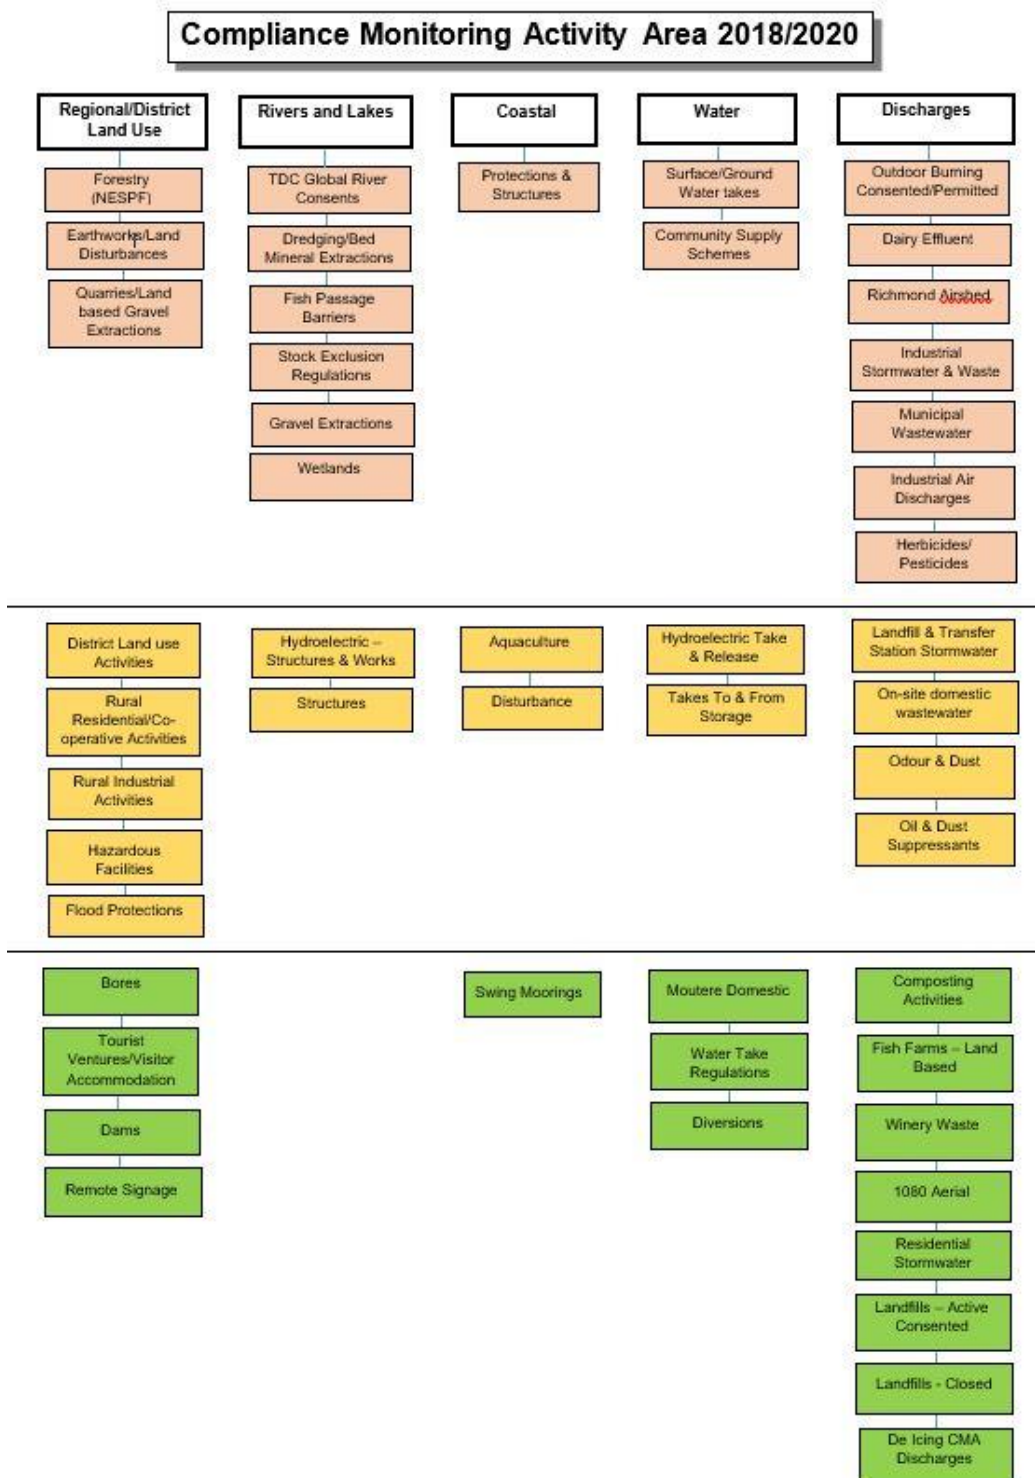 Compliance Monitoring Activity Area 2018/2020
Regional/District
Land Use
Forestry
(NESPF)
Earthworks/Land
Disturbances
Quarries/Land
based Gravel
Extractions
Rivers and Lakes
TDC Global River
Consents
Dredging/Bed
Mineral Extractions
Fish Passage
Barriers
Stock Exclusion
Regulations
Gravel Extractions
Wetlands
Coastal
Protections &
Structures
Water
Surface/Ground
Water takes
Community Supply
Schemes
Discharges
Outdoor Burning
Consented/Permitted
Dairy Effluent
Richmond Airshed
Industrial
Stormwater & Waste
Municipal
Wastewater
Industrial Air
Discharges
Herbicides/
Pesticides
District Land use
Activities
Rural
Residential/Co-
operative Activities
Rural Industrial
Activities
Hazardous
Facilities
Flood Protections
Hydroelectric –
Structures & Works
Structures
Aquaculture
Disturbance
Hydroelectric Take
& Release
Takes To & From
Storage
Landfill & Transfer
Station Stormwater
On-site domestic
wastewater
Odour & Dust
Oil & Dust
Suppressants
Bores
Tourist
Ventures/Visitor
Accommodation
Dams
Remote Signage
Swing Moorings
Moutere Domestic
Water Take
Regulations
Diversions
Composting
Activities
Fish Farms – Land
Based
Winery Waste
1080 Aerial
Residential
Stormwater
Landfills – Active
Consented
Landfills - Closed
De Icing CMA
Discharges